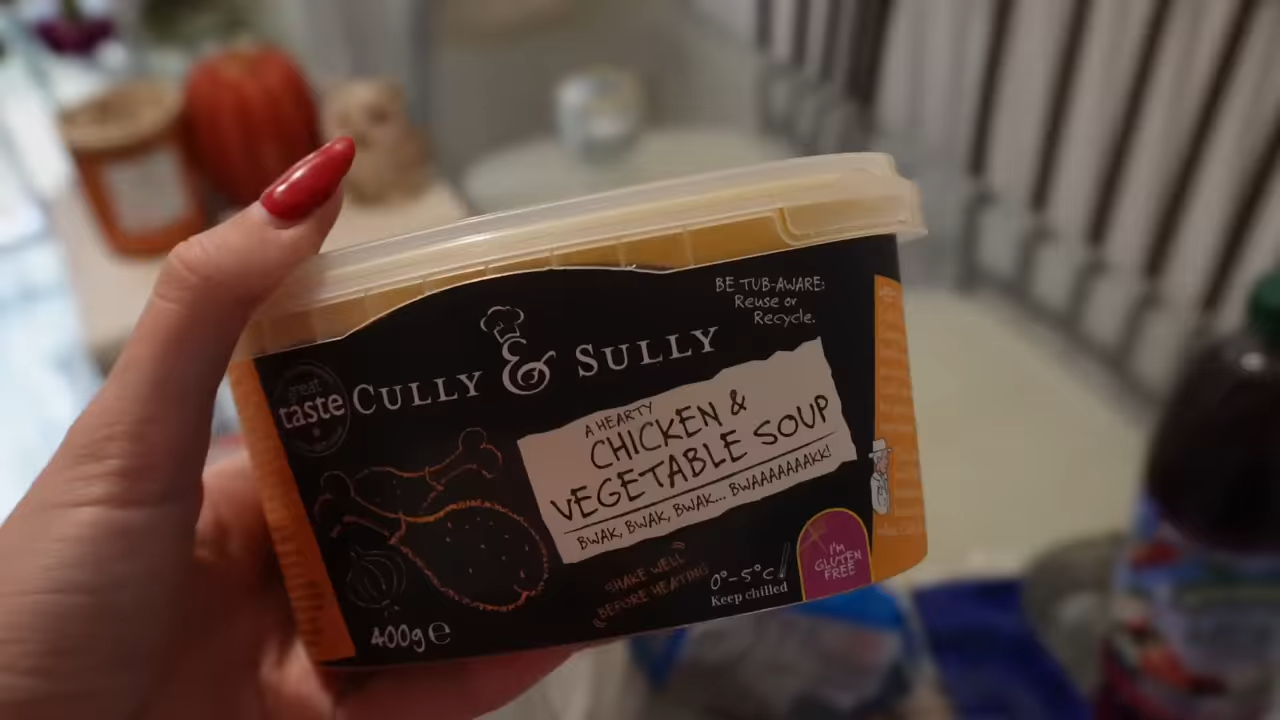 BE TUB-AWARE:
Reuse or
Recycle.
CULLY & SULLY
great
taste
A HEARTY
CHICKEN &
VEGETABLE SOUP
BWAK, BWAK, BWAK... BWAAAAAAAKK!
I'M
GLUTEN
FREE
SHAKE WELL
BEFORE HEATING
0°-5°C
Keep chilled
400g e